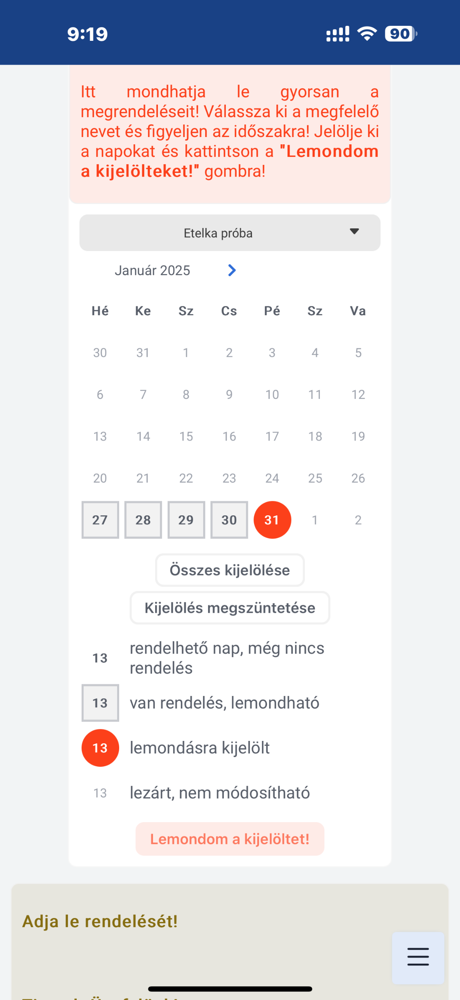 9:19
90
Itt mondhatja le gyorsan a
megrendeléseit! Válassza ki a megfelelő
nevet és figyeljen az időszakra! Jelölje ki
a napokat és kattintson a "Lemondom
a kijelölteket!" gombra!
Etelka próba
Január 2025
Hé Ke Sz Cs Pé Sz Va
30 31 1 2 3 4 5
6 7 8 9 10 11 12
13 14 15 16 17 18 19
20 21 22 23 24 25 26
27 28 29 30 31 1 2
Összes kijelölése
Kijelölés megszüntetése
13 rendelhető nap, még nincs
rendelés
13 van rendelés, lemondható
13 lemondásra kijelölt
13 lezárt, nem módosítható
Lemondom a kijelöltet!
Adja le rendelését!